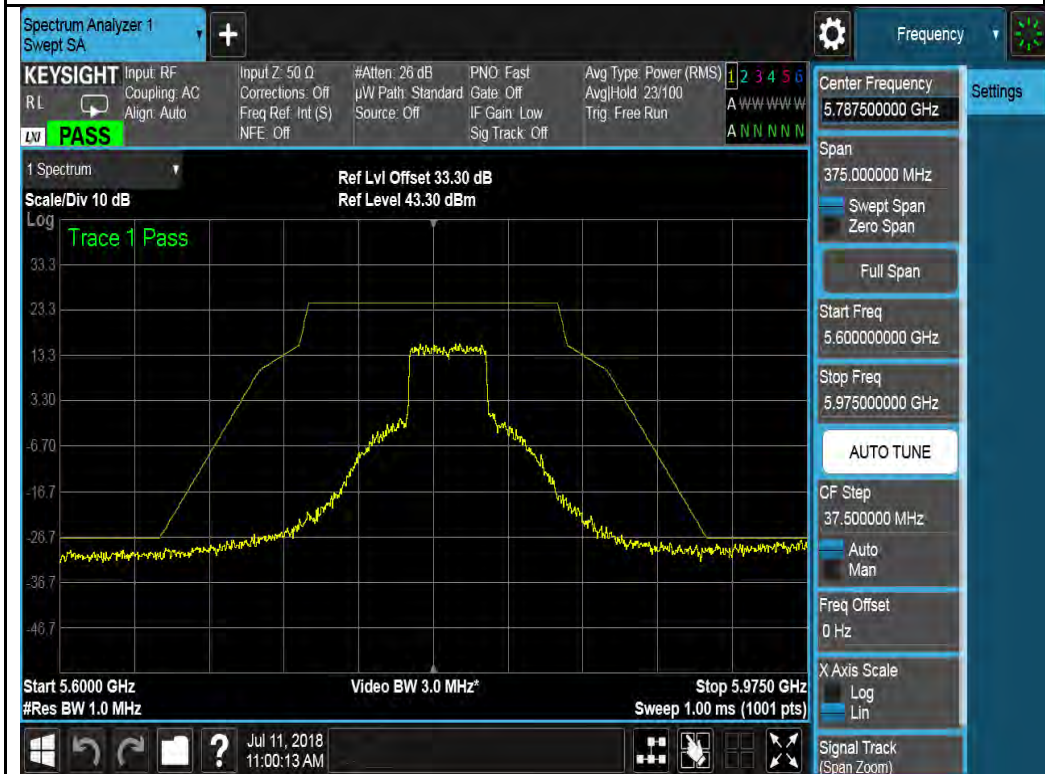 Spectrum Analyzer 1
Swept SA
+
Frequency
KEYSIGHT
Input: RF
Coupling: AC
Align: Auto
RL
LXI PASS
Input Z: 50 Ω
Corrections: Off
Freq Ref: Int (S)
NFE: Off
#Atten: 26 dB
µW Path: Standard
Source: Off
PNO: Fast
Gate: Off
IF Gain: Low
Sig Track: Off
Avg Type: Power (RMS)
Avg|Hold: 23/100
Trig: Free Run
1 2 3 4 5 6
A W W W W W
A N N N N N
1 Spectrum
Scale/Div 10 dB
Ref Lvl Offset 33.30 dB
Ref Level 43.30 dBm
Log
Trace 1 Pass
33.3
23.3
13.3
3.30
-6.70
-16.7
-26.7
-36.7
-46.7
Start 5.6000 GHz
#Res BW 1.0 MHz
Video BW 3.0 MHz*
Stop 5.9750 GHz
Sweep 1.00 ms (1001 pts)
Center Frequency
5.787500000 GHz
Span
375.000000 MHz
Swept Span
Zero Span
Full Span
Start Freq
5.600000000 GHz
Stop Freq
5.975000000 GHz
AUTO TUNE
CF Step
37.500000 MHz
Auto
Man
Freq Offset
0 Hz
X Axis Scale
Log
Lin
Signal Track
(Span Zoom)
Settings
?
Jul 11, 2018
11:00:13 AM